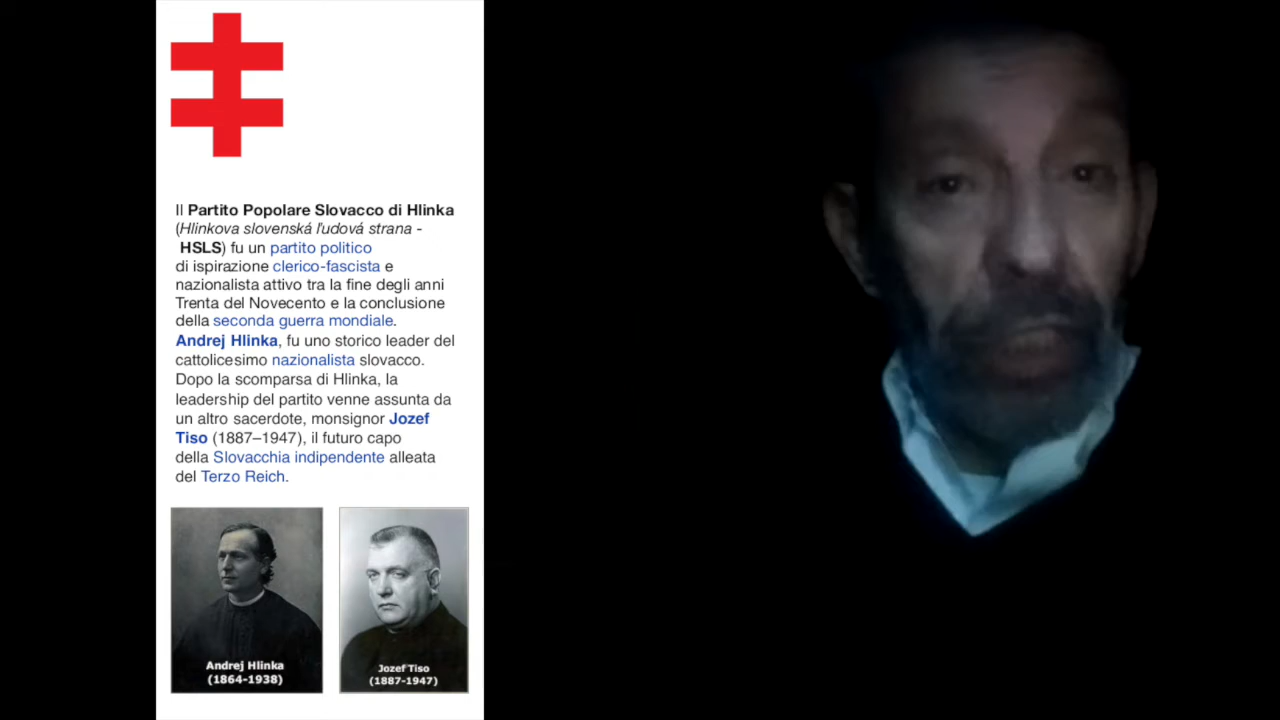 Il Partito Popolare Slovacco di Hlinka
(Hlinkova slovenská ľudová strana -
HSLS) fu un partito politico
di ispirazione clerico-fascista e
nazionalista attivo tra la fine degli anni
Trenta del Novecento e la conclusione
della seconda guerra mondiale.
Andrej Hlinka, fu uno storico leader del
cattolicesimo nazionalista slovacco.
Dopo la scomparsa di Hlinka, la
leadership del partito venne assunta da
un altro sacerdote, monsignor Jozef
Tiso (1887–1947), il futuro capo
della Slovacchia indipendente alleata
del Terzo Reich.
Andrej Hlinka
(1864-1938)
Jozef Tiso
(1887-1947)